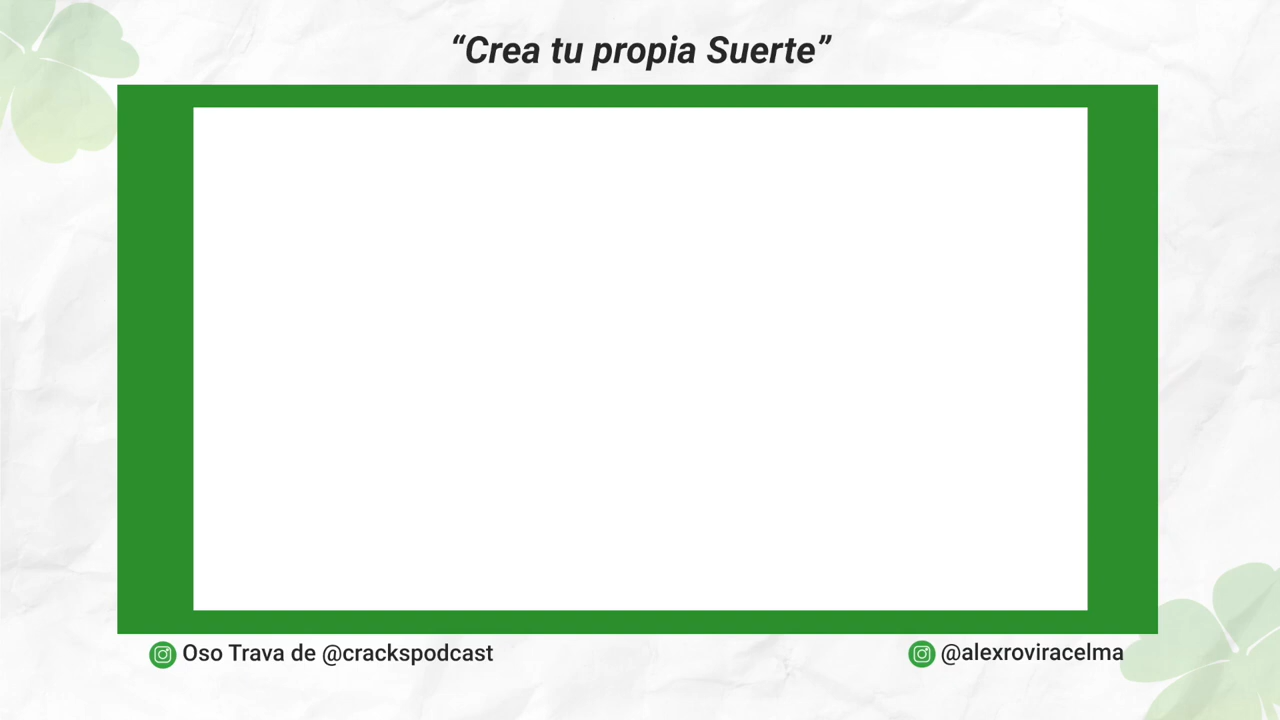 “Crea tu propia Suerte”
Oso Trava de @crackspodcast
@alexroviracelma